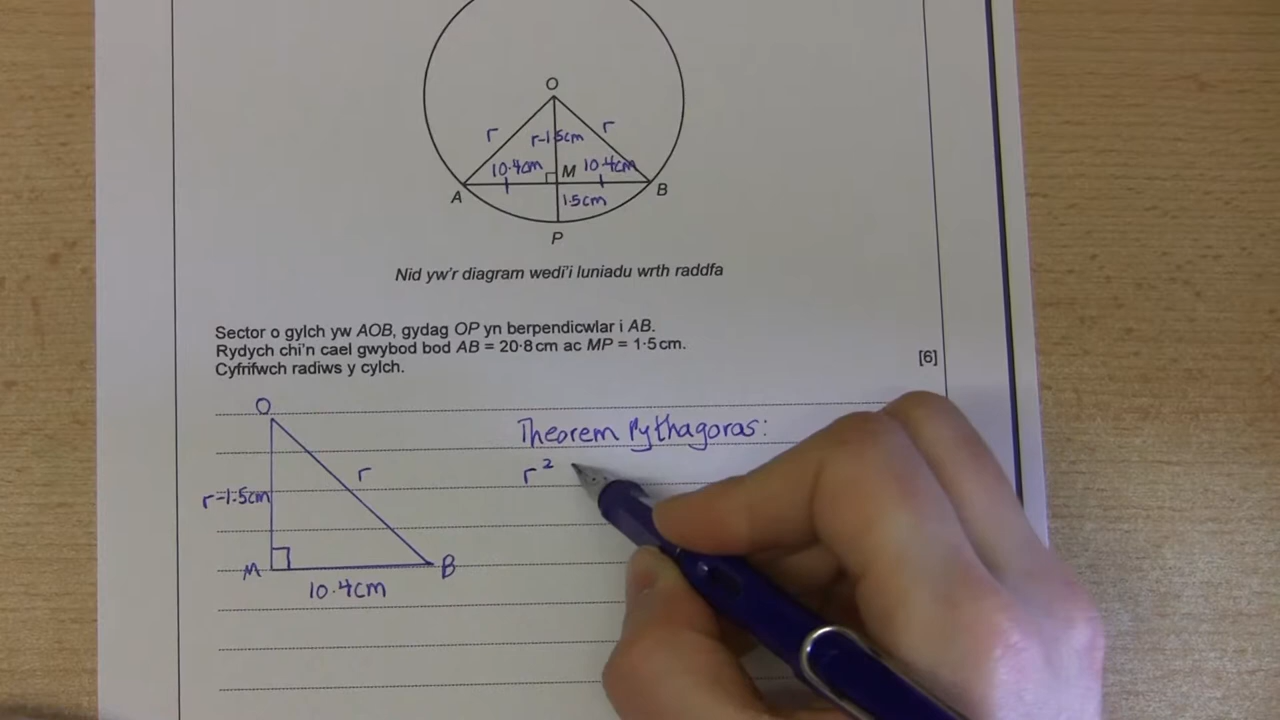 O
r r-1.5cm r
10.4cm M 10.4cm
A B
1.5cm
P
Nid yw'r diagram wedi'i luniadu wrth raddfa
Sector o gylch yw AOB, gydag OP yn berpendicwlar i AB.
Rydych chi'n cael gwybod bod AB = 20·8 cm ac MP = 1·5 cm.
Cyfrifwch radiws y cylch.
[6]
O
Theorem Pythagoras:
r-1.5cm r
r²
M B
10.4cm